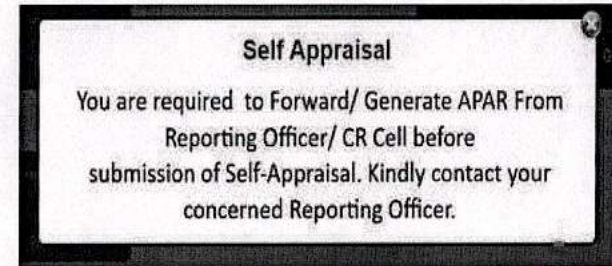 Self Appraisal
You are required to Forward/ Generate APAR From
Reporting Officer/ CR Cell before
submission of Self-Appraisal. Kindly contact your
concerned Reporting Officer.